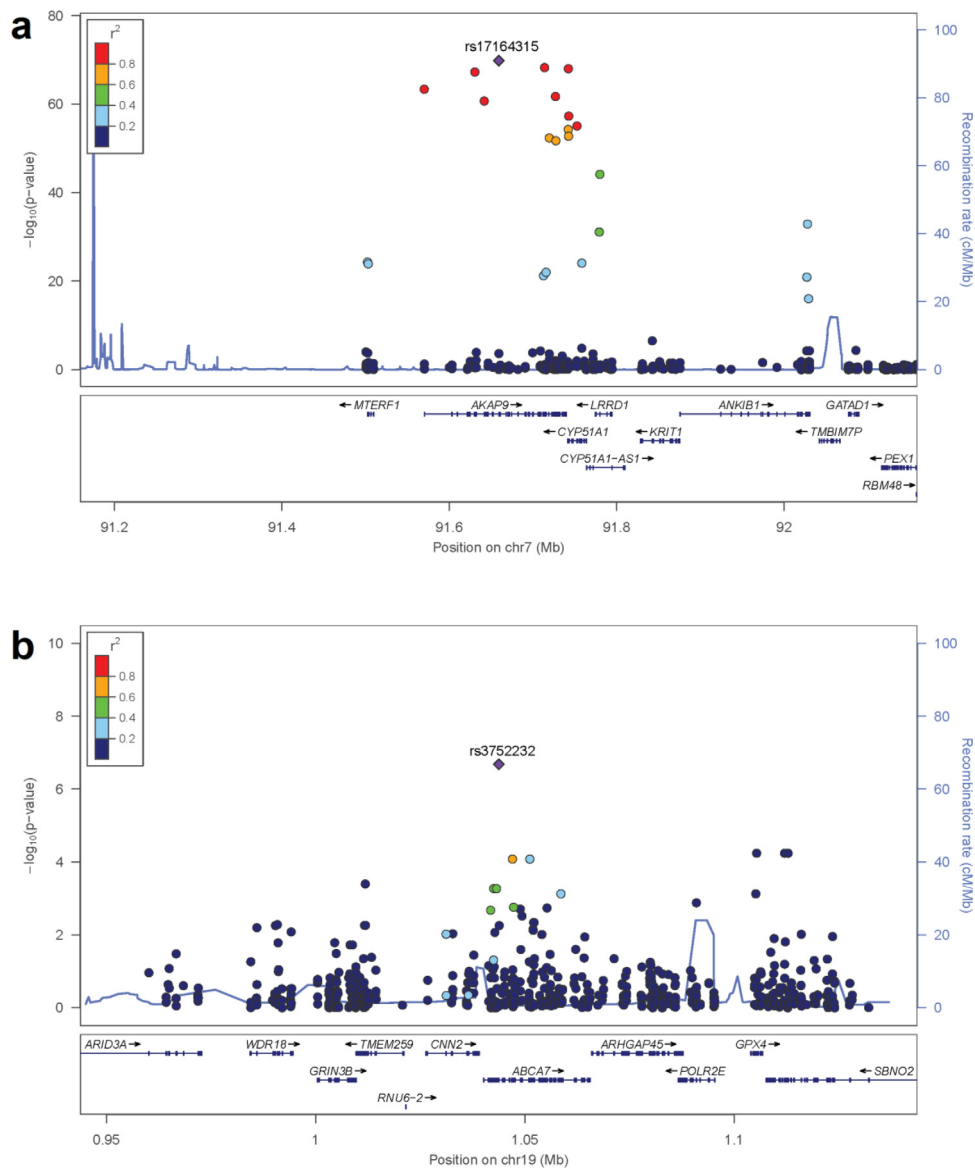 a
r2
0.8
0.6
0.4
0.2
rs17164315
80
60
40
20
0
−log10(p−value)
100
80
60
40
20
0
Recombination rate (cM/Mb)
MTERF1
AKAP9
LRRD1
ANKIB1
GATAD1
CYP51A1
KRIT1
TMBIM7P
CYP51A1−AS1
PEX1
RBM48
91.2
91.4
91.6
91.8
92
Position on chr7 (Mb)
b
r2
0.8
0.6
0.4
0.2
rs3752232
10
8
6
4
2
0
−log10(p−value)
100
80
60
40
20
0
Recombination rate (cM/Mb)
ARID3A
WDR18
TMEM259
CNN2
ARHGAP45
GPX4
GRIN3B
ABCA7
POLR2E
SBNO2
RNU6−2
0.95
1
1.05
1.1
Position on chr19 (Mb)